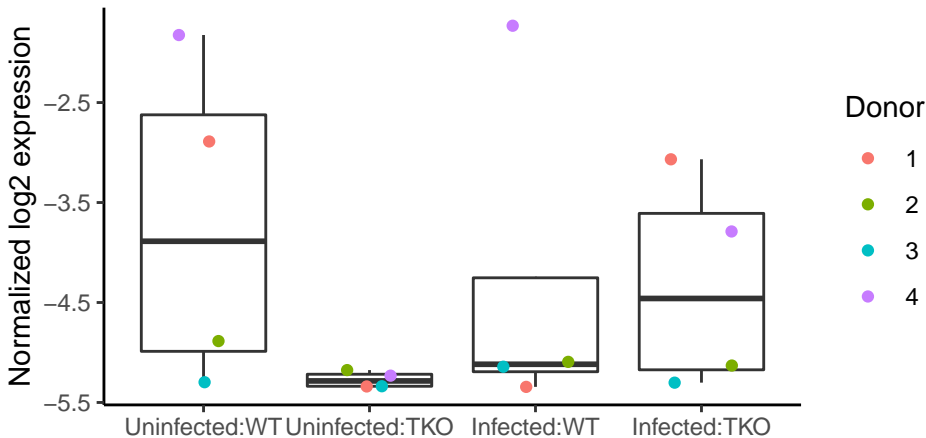 Normalized log2 expression
−2.5
−3.5
−4.5
−5.5
Uninfected:WT
Uninfected:TKO
Infected:WT
Infected:TKO
Donor
1
2
3
4